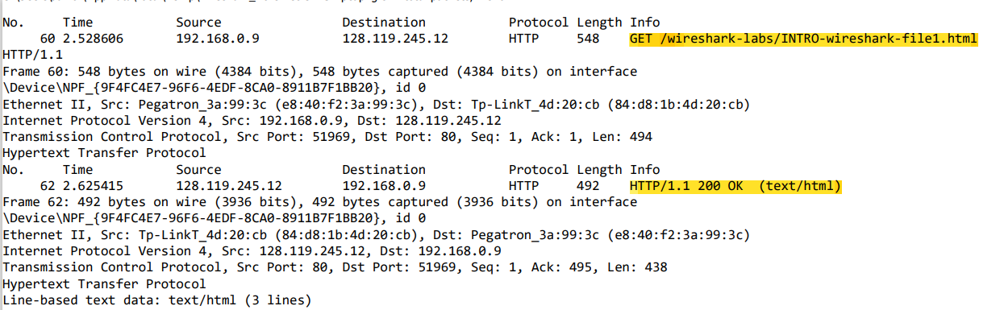 No. Time Source Destination Protocol Length Info
60 2.528606 192.168.0.9 128.119.245.12 HTTP 548 GET /wireshark-labs/INTRO-wireshark-file1.html
HTTP/1.1
Frame 60: 548 bytes on wire (4384 bits), 548 bytes captured (4384 bits) on interface
\Device\NPF_{9F4FC4E7-96F6-4EDF-8CA0-8911B7F1BB20}, id 0
Ethernet II, Src: Pegatron_3a:99:3c (e8:40:f2:3a:99:3c), Dst: Tp-LinkT_4d:20:cb (84:d8:1b:4d:20:cb)
Internet Protocol Version 4, Src: 192.168.0.9, Dst: 128.119.245.12
Transmission Control Protocol, Src Port: 51969, Dst Port: 80, Seq: 1, Ack: 1, Len: 494
Hypertext Transfer Protocol
No. Time Source Destination Protocol Length Info
62 2.625415 128.119.245.12 192.168.0.9 HTTP 492 HTTP/1.1 200 OK (text/html)
Frame 62: 492 bytes on wire (3936 bits), 492 bytes captured (3936 bits) on interface
\Device\NPF_{9F4FC4E7-96F6-4EDF-8CA0-8911B7F1BB20}, id 0
Ethernet II, Src: Tp-LinkT_4d:20:cb (84:d8:1b:4d:20:cb), Dst: Pegatron_3a:99:3c (e8:40:f2:3a:99:3c)
Internet Protocol Version 4, Src: 128.119.245.12, Dst: 192.168.0.9
Transmission Control Protocol, Src Port: 80, Dst Port: 51969, Seq: 1, Ack: 495, Len: 438
Hypertext Transfer Protocol
Line-based text data: text/html (3 lines)